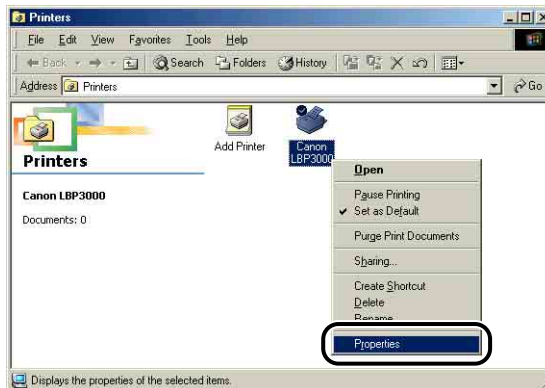 Printers
File Edit View Favorites Tools Help
Back Search Folders History
Address Printers Go
Printers
Canon LBP3000
Documents: 0
Add Printer
Canon
LBP3000
Open
Pause Printing
Set as Default
Purge Print Documents
Sharing...
Create Shortcut
Delete
Rename
Properties
Displays the properties of the selected items.